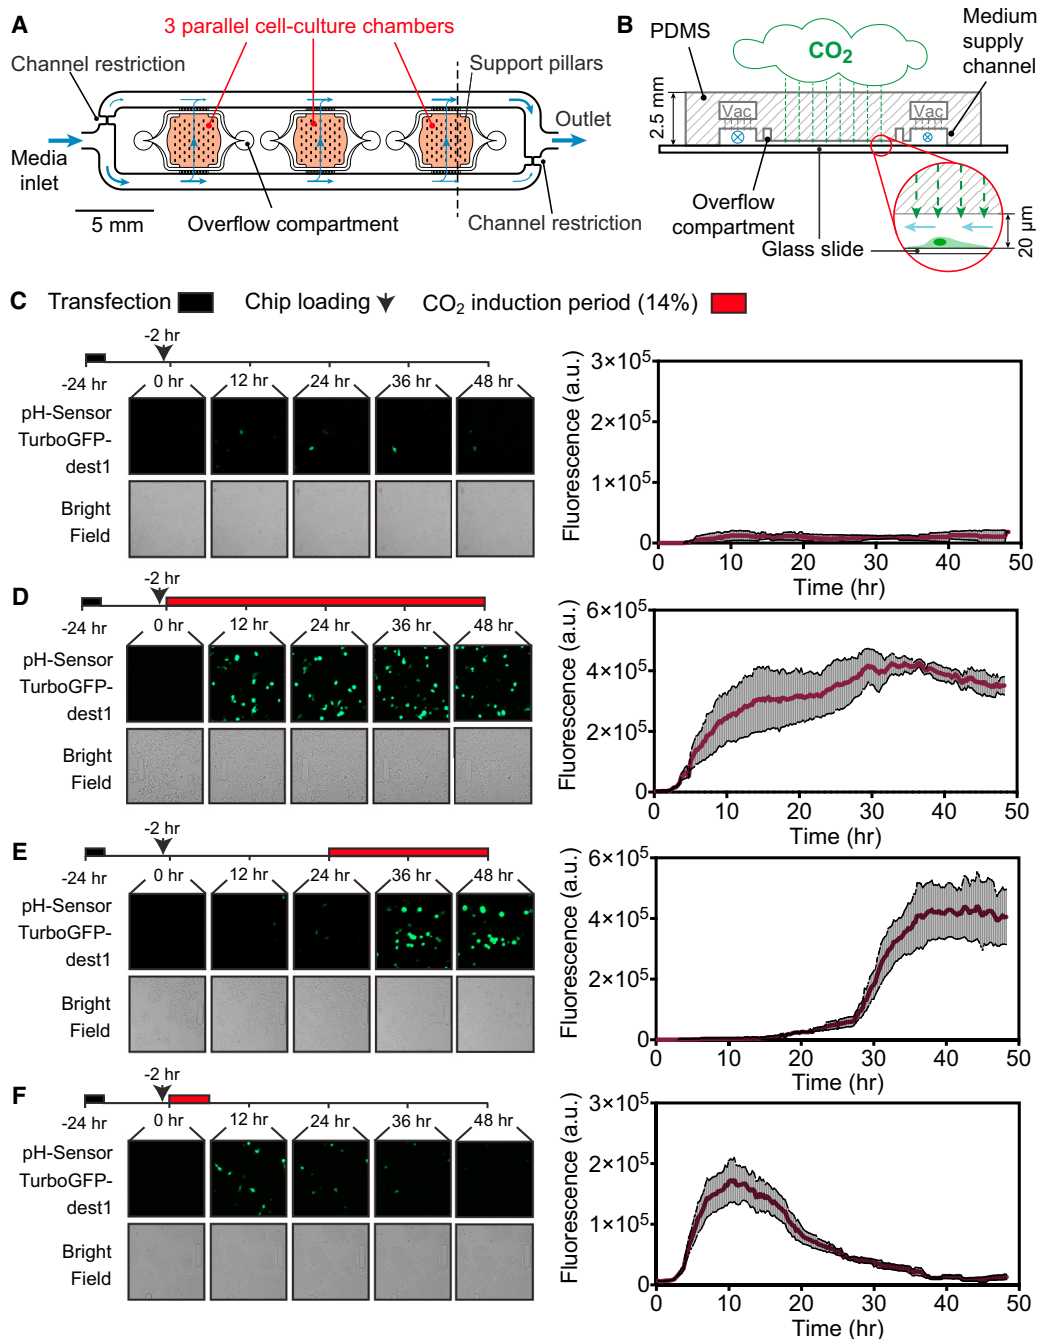 A
3 parallel cell-culture chambers
Channel restriction
Support pillars
Media
inlet
Outlet
5 mm
Overflow compartment
Channel restriction
B
PDMS
CO2
Medium
supply
channel
2.5 mm
Vac
Vac
Overflow
compartment
Glass slide
20 μm
C
Transfection
Chip loading
CO2 induction period (14%)
-2 hr
-24 hr
0 hr
12 hr
24 hr
36 hr
48 hr
pH-Sensor
TurboGFP-
dest1
Bright
Field
Fluorescence (a.u.)
3×10^5
2×10^5
1×10^5
0
0 10 20 30 40 50
Time (hr)
D
-2 hr
-24 hr
0 hr
12 hr
24 hr
36 hr
48 hr
pH-Sensor
TurboGFP-
dest1
Bright
Field
Fluorescence (a.u.)
6×10^5
4×10^5
2×10^5
0
0 10 20 30 40 50
Time (hr)
E
-2 hr
-24 hr
0 hr
12 hr
24 hr
36 hr
48 hr
pH-Sensor
TurboGFP-
dest1
Bright
Field
Fluorescence (a.u.)
6×10^5
4×10^5
2×10^5
0
0 10 20 30 40 50
Time (hr)
F
-2 hr
-24 hr
0 hr
12 hr
24 hr
36 hr
48 hr
pH-Sensor
TurboGFP-
dest1
Bright
Field
Fluorescence (a.u.)
3×10^5
2×10^5
1×10^5
0
0 10 20 30 40 50
Time (hr)